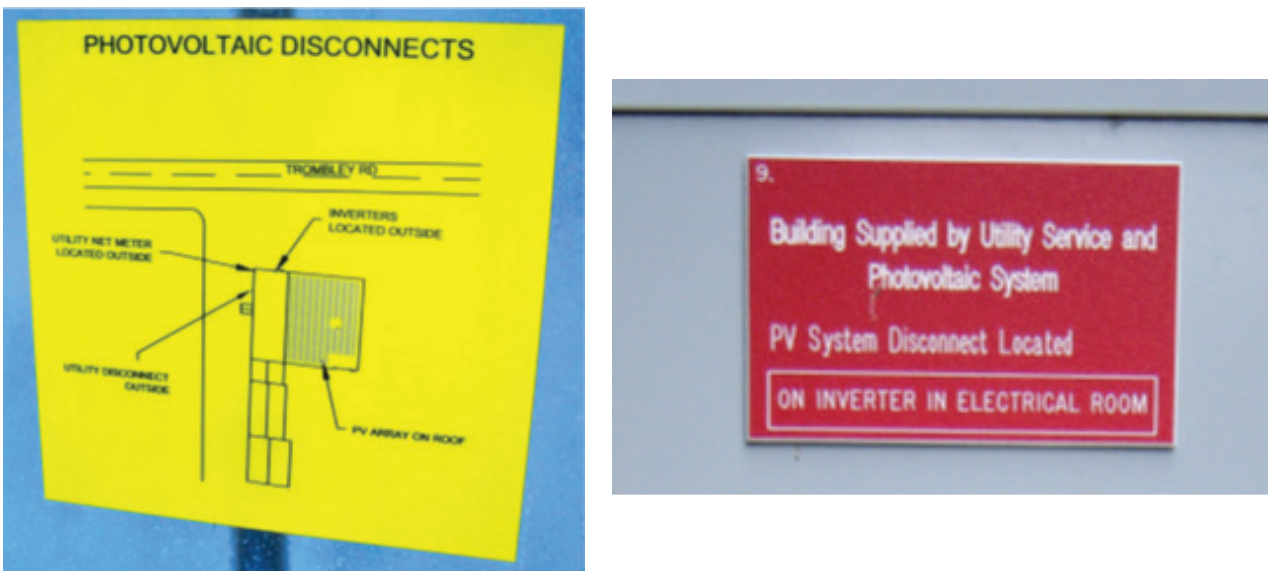 PHOTOVOLTAIC DISCONNECTS
TROMBLEY RD
INVERTERS
LOCATED OUTSIDE
UTILITY NET METER
LOCATED OUTSIDE
UTILITY DISCONNECT
OUTSIDE
PV ARRAY ON ROOF
9.
Building Supplied by Utility Service and
Photovoltaic System
PV System Disconnect Located
ON INVERTER IN ELECTRICAL ROOM